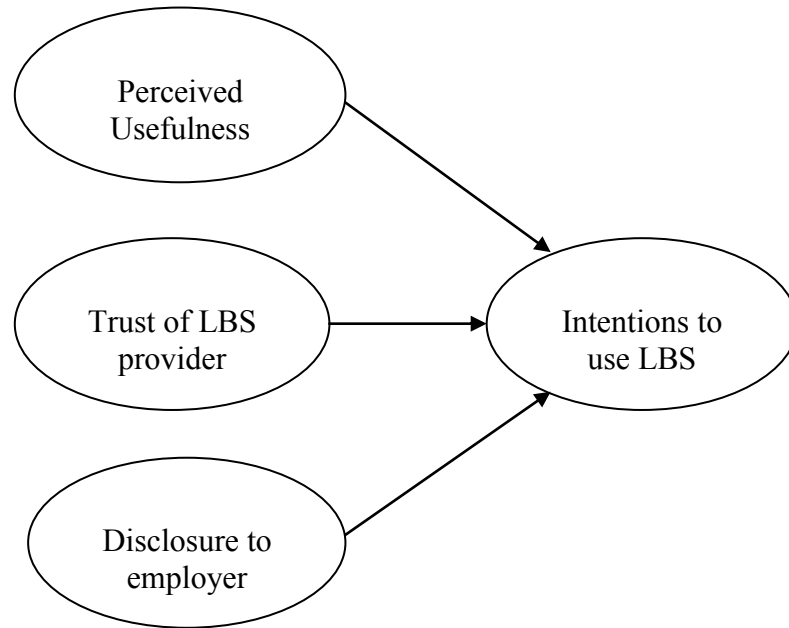 Perceived
Usefulness
Trust of LBS
provider
Intentions to
use LBS
Disclosure to
employer